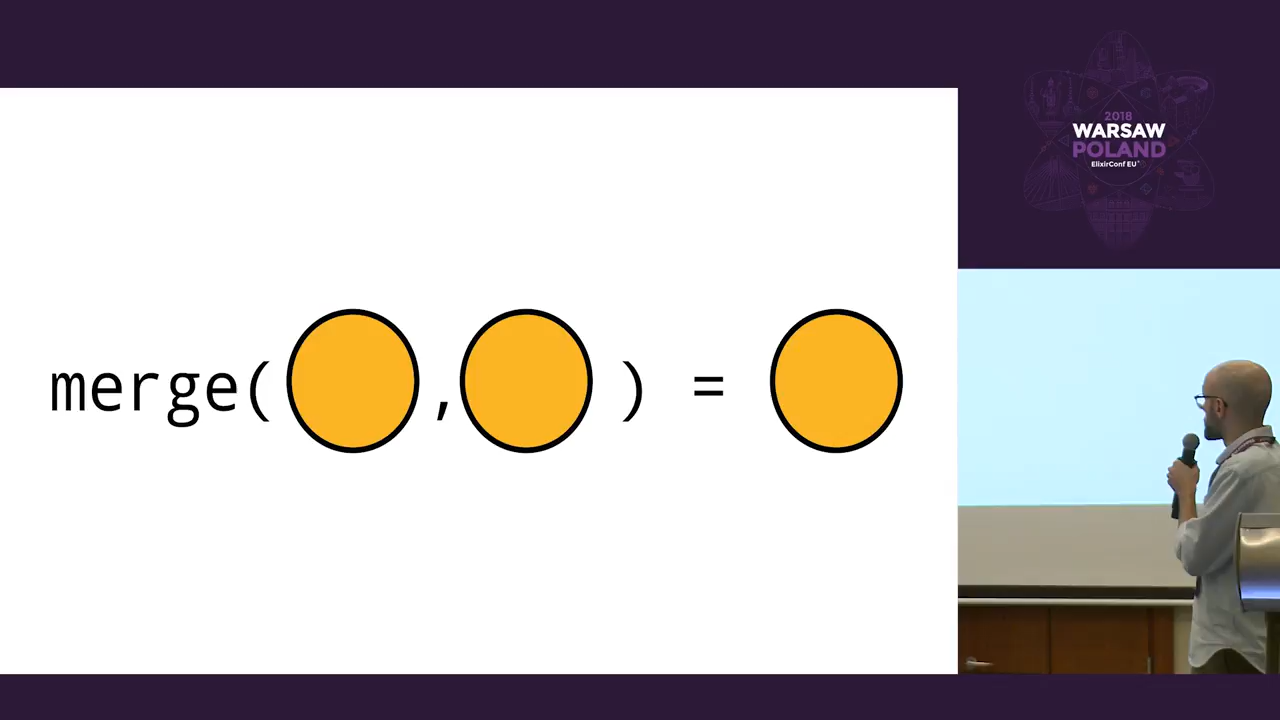 merge( , ) =
2018
WARSAW
POLAND
ElixirConf EU